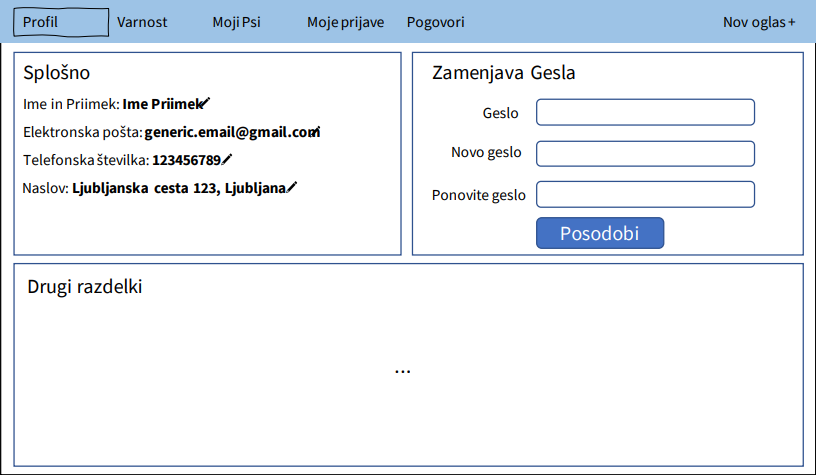 Profil Varnost Moji Psi Moje prijave Pogovori Nov oglas +
Splošno
Ime in Priimek: Ime Priimek
Elektronska pošta: generic.email@gmail.com
Telefonska številka: 123456789
Naslov: Ljubljanska cesta 123, Ljubljana
Zamenjava Gesla
Geslo
Novo geslo
Ponovite geslo
Posodobi
Drugi razdelki
...